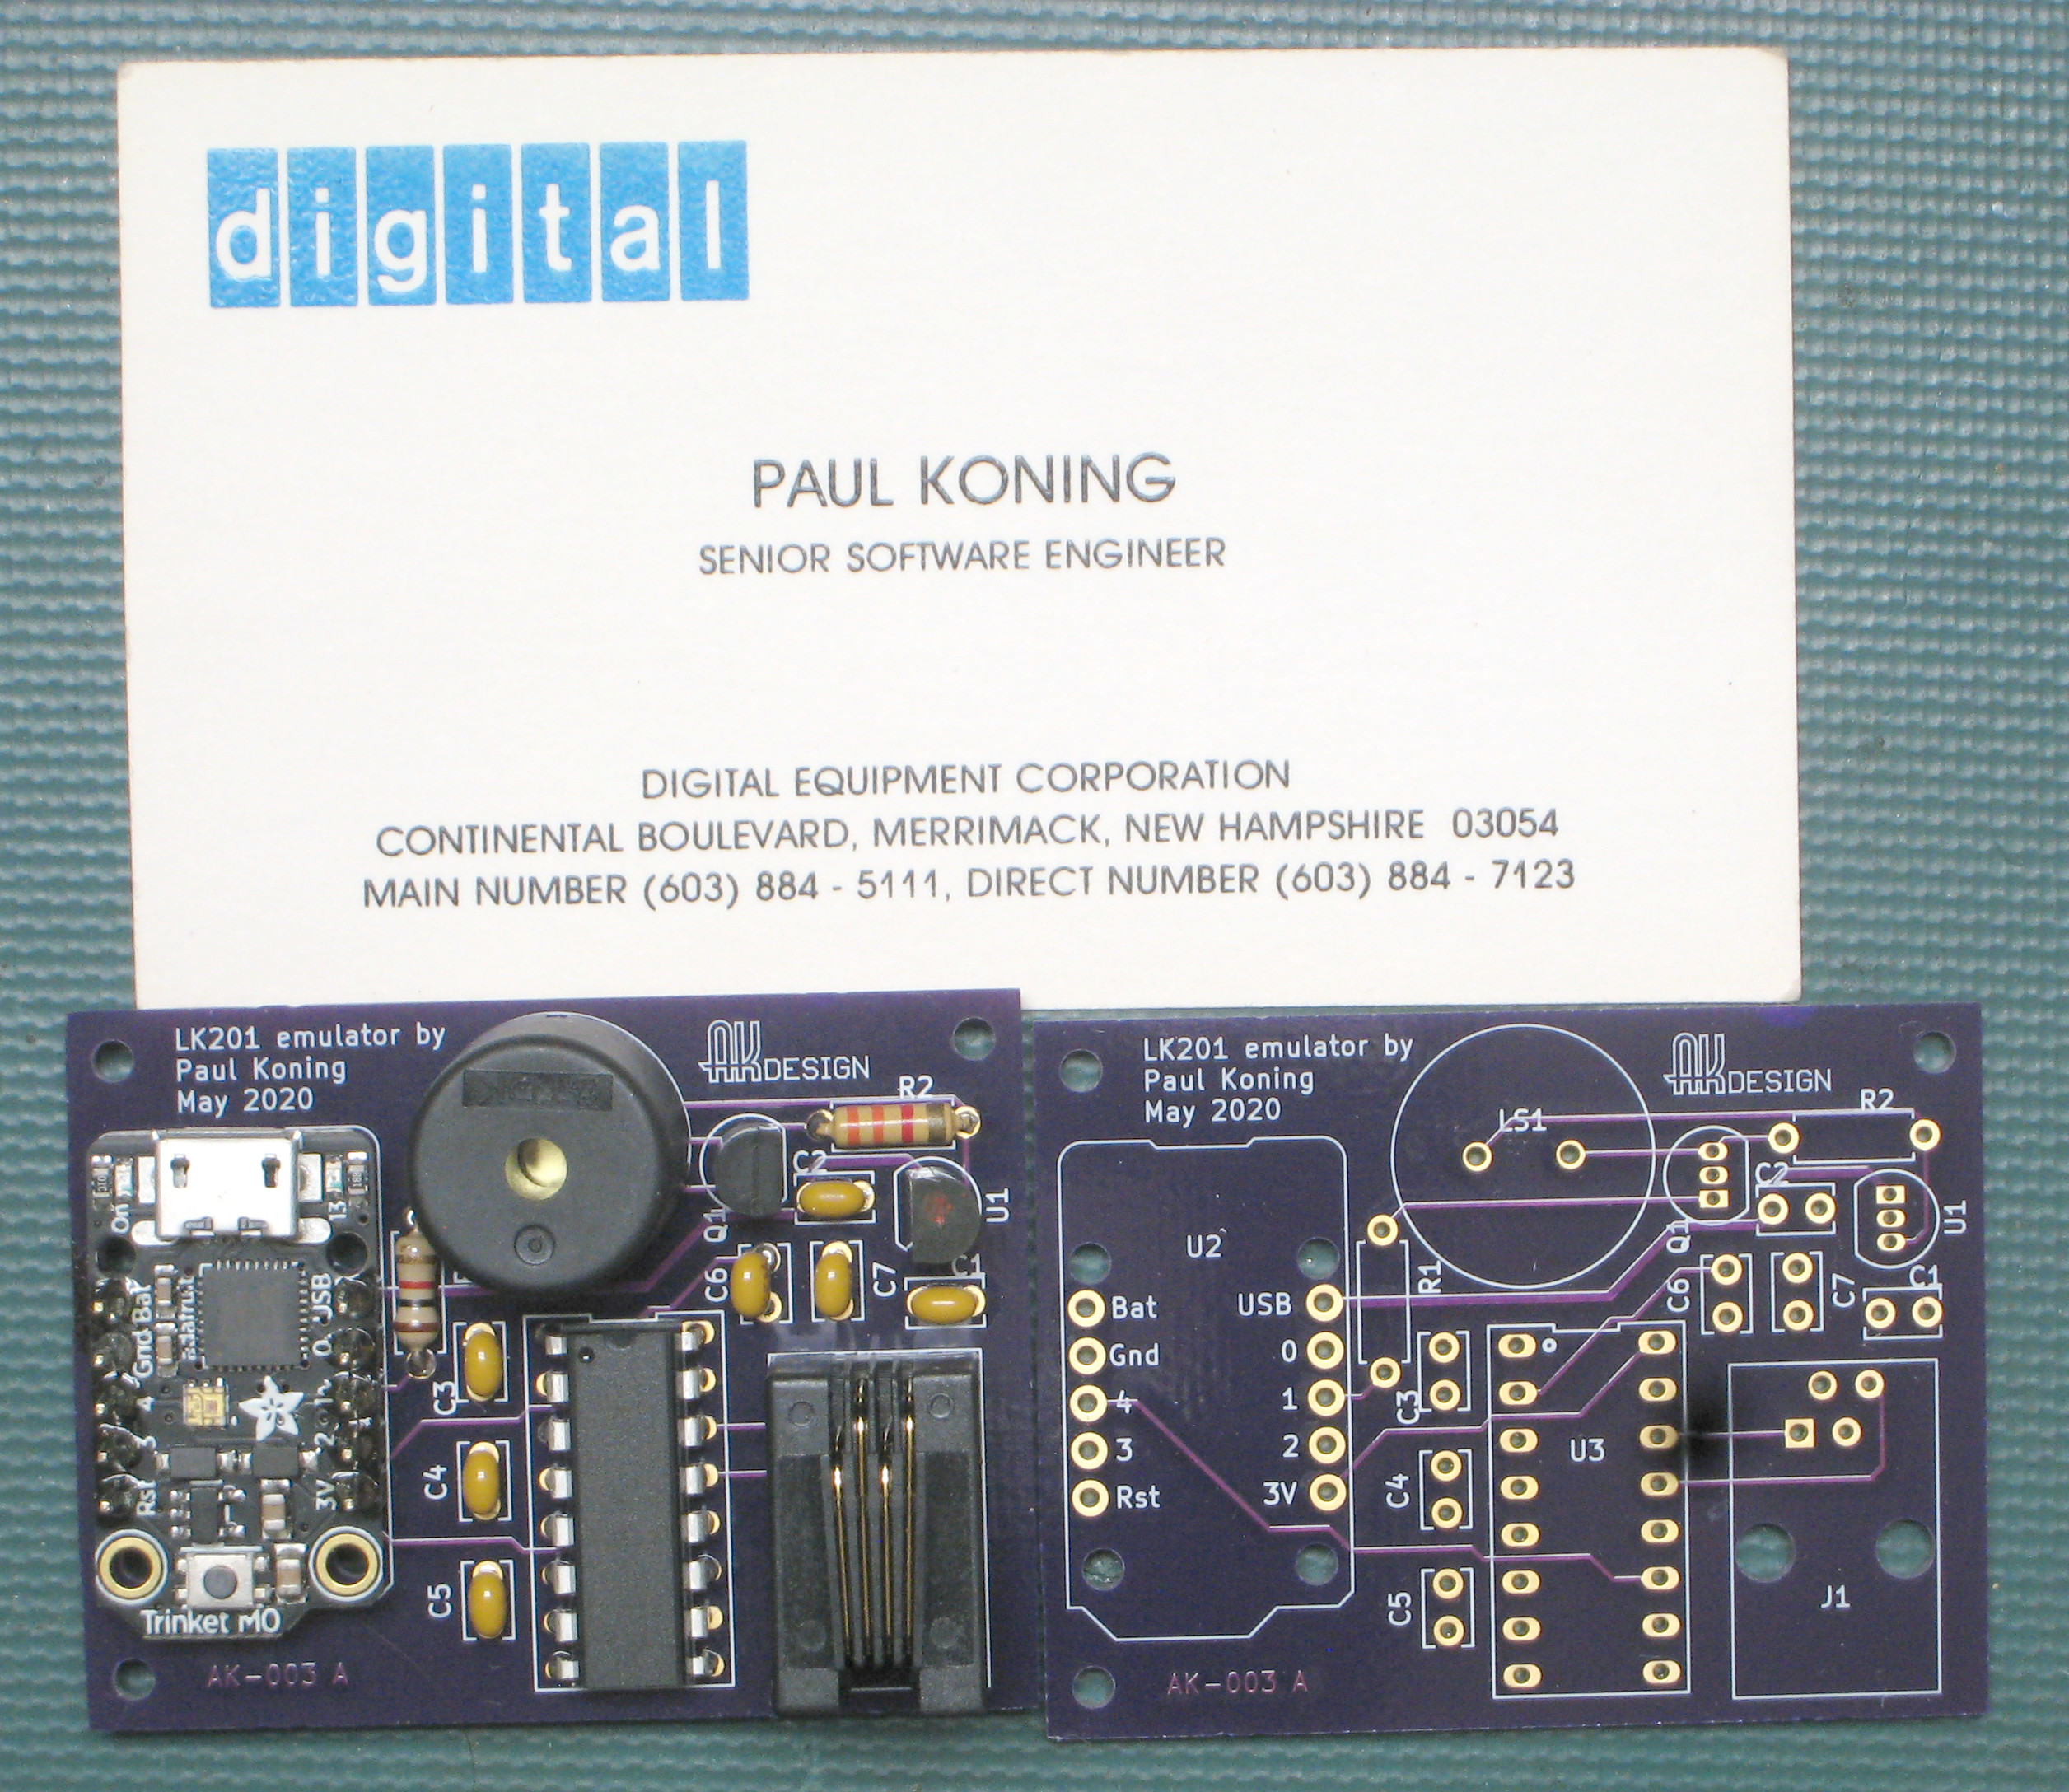 digital
PAUL KONING
SENIOR SOFTWARE ENGINEER
DIGITAL EQUIPMENT CORPORATION
CONTINENTAL BOULEVARD, MERRIMACK, NEW HAMPSHIRE 03054
MAIN NUMBER (603) 884 - 5111, DIRECT NUMBER (603) 884 - 7123
LK201 emulator by
Paul Koning
May 2020
AK DESIGN
R2
C2
U1
Q1
C6
C7
C1
On
13
Bat
USB
Gnd
0
4
1
3
2
Rst
3V
C3
C4
C5
Trinket M0
AK-003 A
LK201 emulator by
Paul Koning
May 2020
AK DESIGN
LS1
R2
C2
U1
Q1
U2
R1
C6
C7
C1
Bat
USB
Gnd
0
4
1
3
2
Rst
3V
C3
C4
U3
C5
J1
AK-003 A